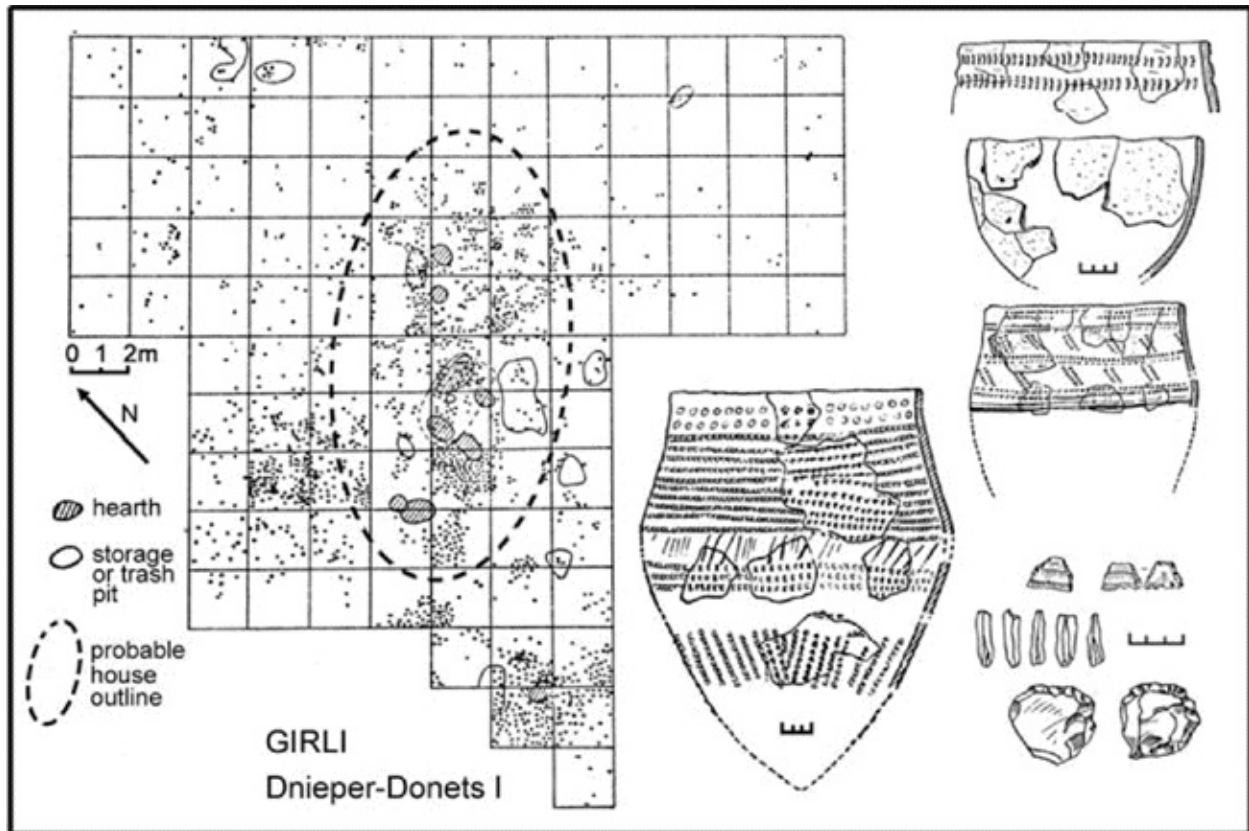 0 1 2m
N
hearth
storage
or trash
pit
probable
house
outline
GIRLI
Dnieper-Donets I